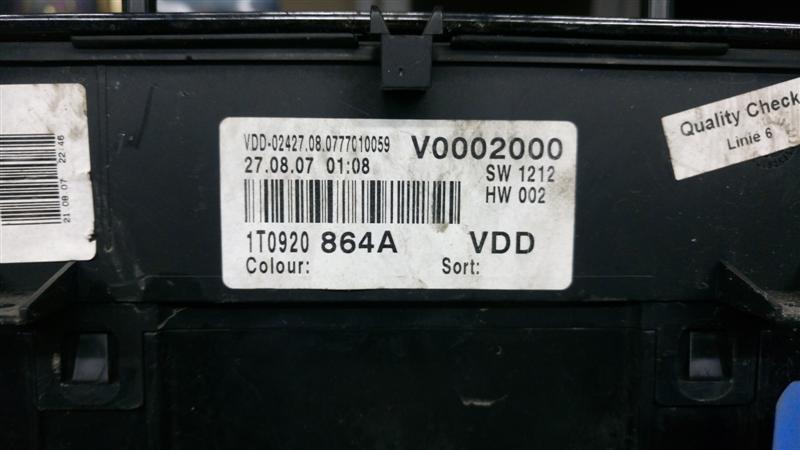 VDD-02427.08.0777010059 V0002000
27.08.07 01:08 SW 1212
HW 002
1T0920 864A VDD
Colour: Sort:
21 08 07 22:46
Quality Check
Linie 6